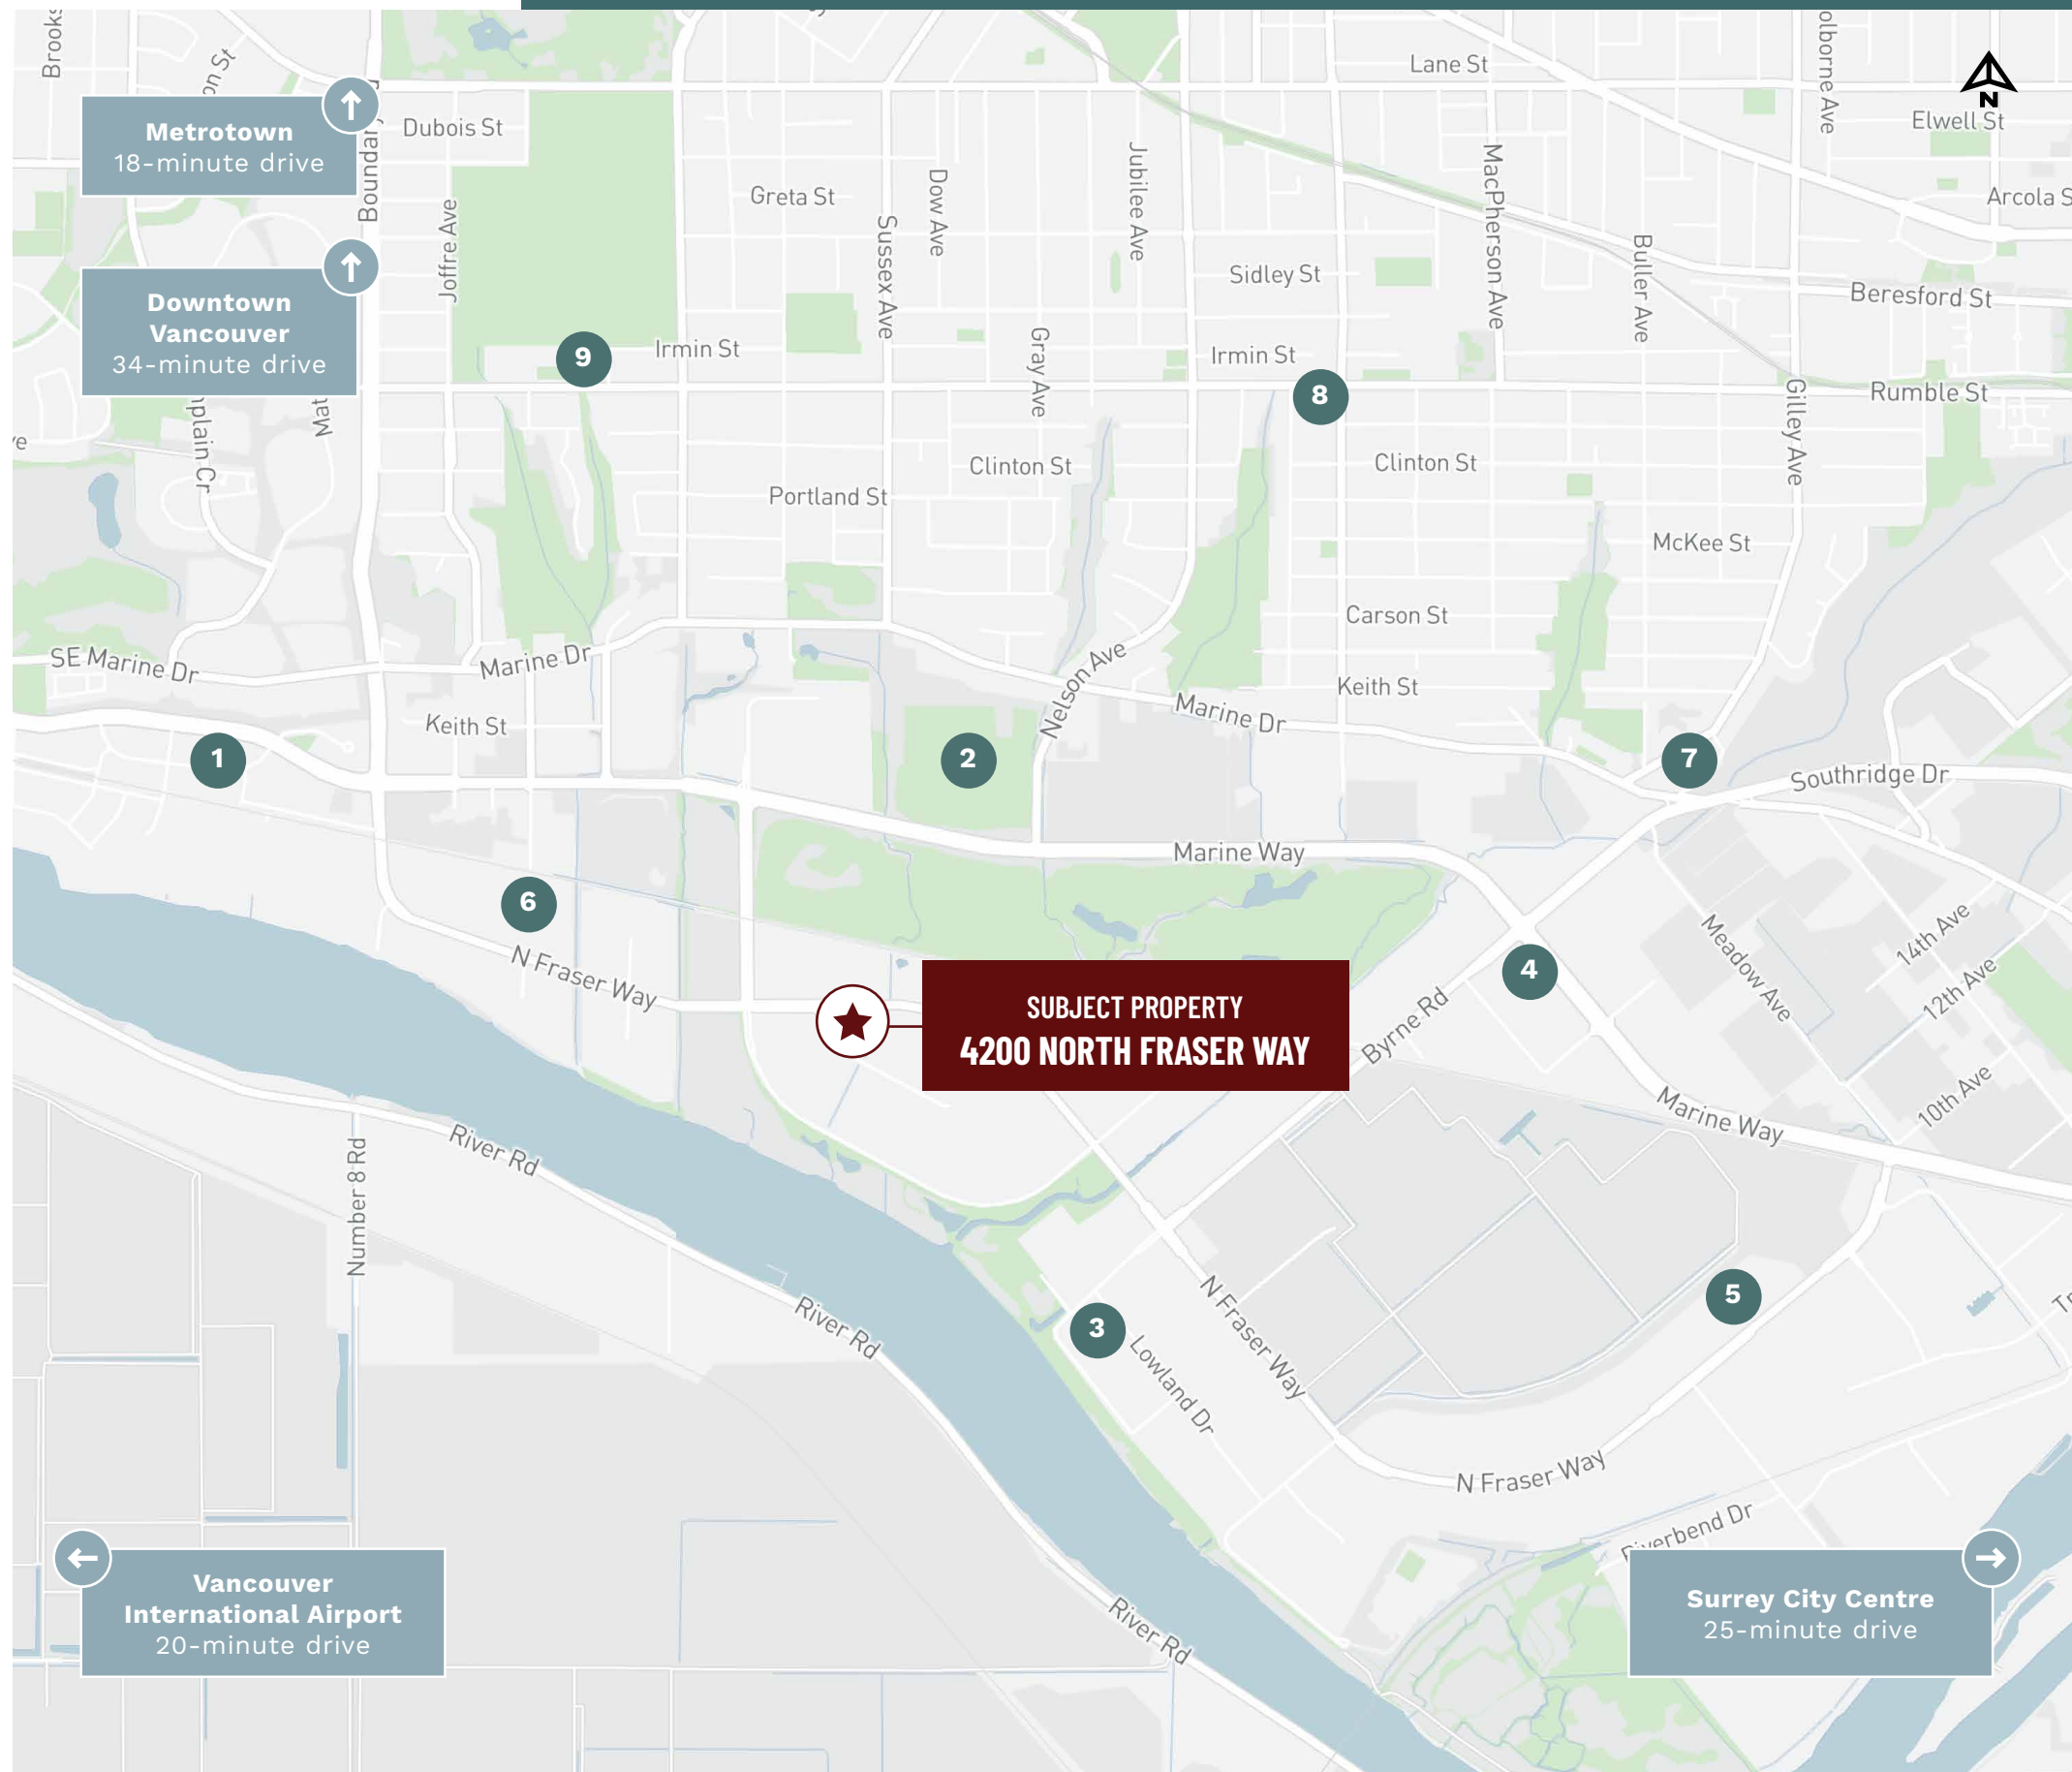 Lane St
Elwell St
N
Metrotown
18-minute drive
Dubois St
Greta St
Dow Ave
Jubilee Ave
MacPherson Ave
Arcola S
Joffre Ave
Sussex Ave
Sidley St
Buller Ave
Beresford St
Downtown
Vancouver
34-minute drive
9
Irmin St
Gray Ave
Irmin St
8
Rumble St
Gilley Ave
Clinton St
Clinton St
Portland St
McKee St
Carson St
SE Marine Dr
Marine Dr
Nelson Ave
Keith St
Marine Dr
Keith St
1
2
7
Southridge Dr
Marine Way
6
N Fraser Way
4
Meadow Ave
14th Ave
12th Ave
10th Ave
SUBJECT PROPERTY
4200 NORTH FRASER WAY
Byrne Rd
Marine Way
River Rd
Number 8 Rd
River Rd
N Fraser Way
5
3
Lowland Dr
N Fraser Way
Riverbend Dr
Vancouver
International Airport
20-minute drive
River Rd
Surrey City Centre
25-minute drive